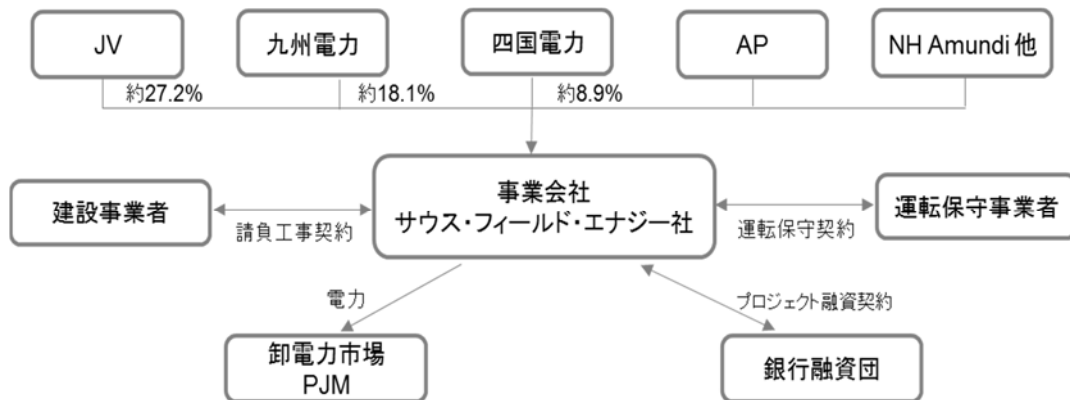 JV
九州電力
四国電力
AP
NH Amundi 他
約27.2%
約18.1%
約8.9%
建設事業者
請負工事契約
事業会社
サウス・フィールド・エナジー社
運転保守契約
運転保守事業者
電力
プロジェクト融資契約
卸電力市場
PJM
銀行融資団